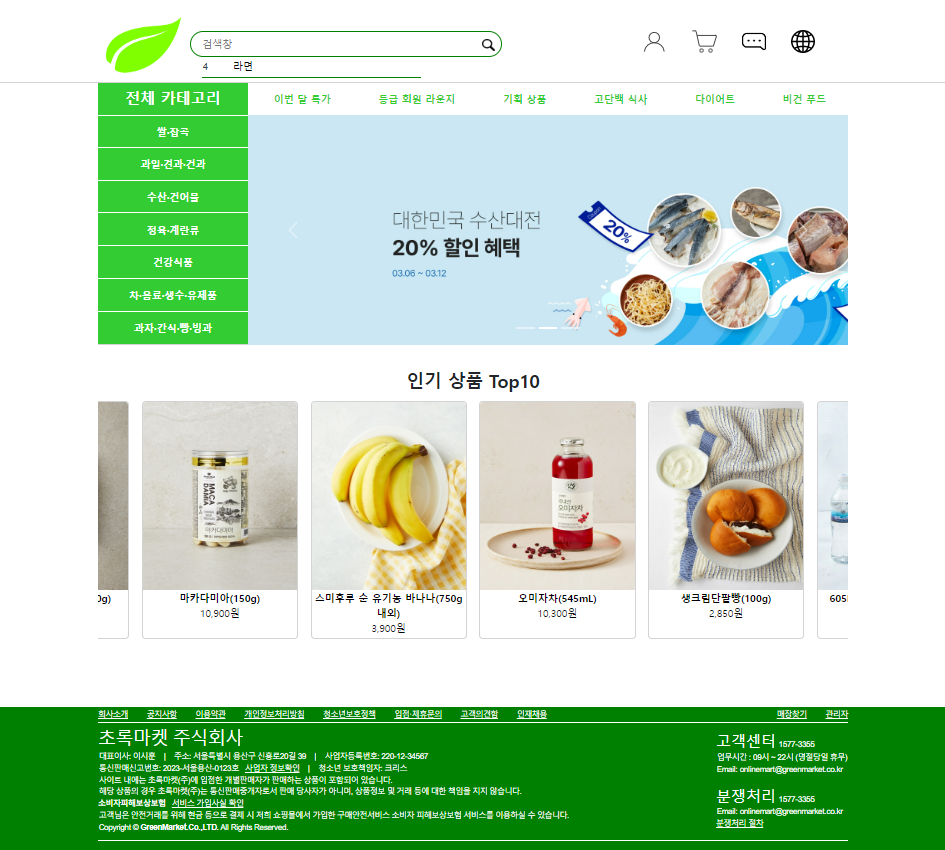 검색창
4 라면
전체 카테고리
이번 달 특가 등급 회원 라운지 기획 상품 고단백 식사 다이어트 비건 푸드
쌀·잡곡
과일·견과·건과
수산·건어물
정육·계란류
건강식품
차·음료·생수·유제품
과자·간식·빵·빙과
대한민국 수산대전
20% 할인 혜택
03.06 ~ 03.12
20%
인기 상품 Top10
MACADAMIA
마카다미아
오미자차
0g) 마카다미아(150g) 스미후루 순 유기농 바나나(750g 오미자차(545mL) 생크림단팥빵(100g) 605
내외)
10,900원 3,900원 10,300원 2,850원
회사소개 공지사항 이용약관 개인정보처리방침 청소년보호정책 입점·제휴문의 고객의견함 인재채용 매장찾기 관리자
초록마켓 주식회사
대표이사: 이시훈 | 주소: 서울특별시 용산구 신흥로20길 39 | 사업자등록번호: 220-12-34567
통신판매신고번호: 2023-서울용산-0123호 사업자 정보확인 | 청소년 보호책임자: 크리스
사이트 내에는 초록마켓(주)에 입점한 개별판매자가 판매하는 상품이 포함되어 있습니다.
해당 상품의 경우 초록마켓(주)는 통신판매중개자로서 판매 당사자가 아니며, 상품정보 및 거래 등에 대한 책임을 지지 않습니다.
소비자피해보상보험 서비스 가입사실 확인
고객님은 안전거래를 위해 현금 등으로 결제 시 저희 쇼핑몰에서 가입한 구매안전서비스 소비자 피해보상보험 서비스를 이용하실 수 있습니다.
Copyright © GreenMarket.Co.,LTD. All Rights Reserved.
고객센터 1577-3355
업무시간 : 09시 ~ 22시 (명절당일 휴무)
Email: onlinemart@greenmarket.co.kr
분쟁처리 1577-3355
Email: onlinemart@greenmarket.co.kr
분쟁처리 절차